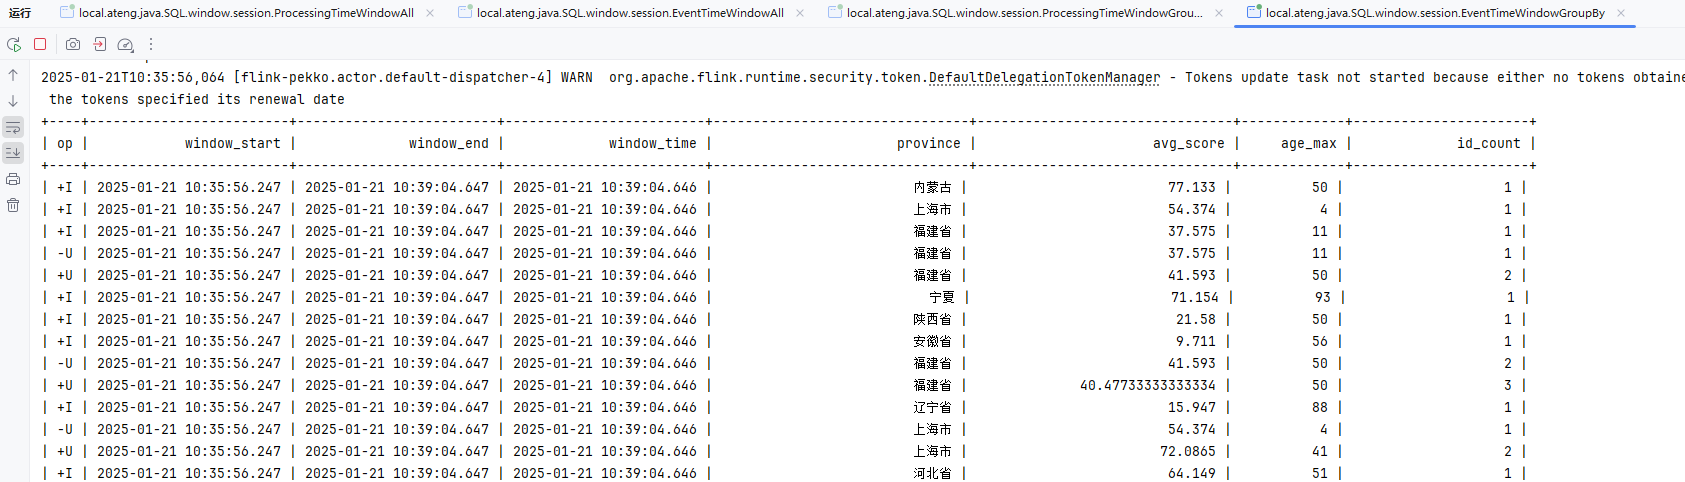 运行 local.ateng.java.SQL.window.session.ProcessingTimeWindowAll × local.ateng.java.SQL.window.session.EventTimeWindowAll × local.ateng.java.SQL.window.session.ProcessingTimeWindowGrou... × local.ateng.java.SQL.window.session.EventTimeWindowGroupBy ×
2025-01-21T10:35:56,064 [flink-pekko.actor.default-dispatcher-4] WARN  org.apache.flink.runtime.security.token.DefaultDelegationTokenManager - Tokens update task not started because either no tokens obtaine
the tokens specified its renewal date
| op | window_start | window_end | window_time | province | avg_score | age_max | id_count |
| +I | 2025-01-21 10:35:56.247 | 2025-01-21 10:39:04.647 | 2025-01-21 10:39:04.646 | 内蒙古 | 77.133 | 50 | 1 |
| +I | 2025-01-21 10:35:56.247 | 2025-01-21 10:39:04.647 | 2025-01-21 10:39:04.646 | 上海市 | 54.374 | 4 | 1 |
| +I | 2025-01-21 10:35:56.247 | 2025-01-21 10:39:04.647 | 2025-01-21 10:39:04.646 | 福建省 | 37.575 | 11 | 1 |
| -U | 2025-01-21 10:35:56.247 | 2025-01-21 10:39:04.647 | 2025-01-21 10:39:04.646 | 福建省 | 37.575 | 11 | 1 |
| +U | 2025-01-21 10:35:56.247 | 2025-01-21 10:39:04.647 | 2025-01-21 10:39:04.646 | 福建省 | 41.593 | 50 | 2 |
| +I | 2025-01-21 10:35:56.247 | 2025-01-21 10:39:04.647 | 2025-01-21 10:39:04.646 | 宁夏 | 71.154 | 93 | 1 |
| +I | 2025-01-21 10:35:56.247 | 2025-01-21 10:39:04.647 | 2025-01-21 10:39:04.646 | 陕西省 | 21.58 | 50 | 1 |
| +I | 2025-01-21 10:35:56.247 | 2025-01-21 10:39:04.647 | 2025-01-21 10:39:04.646 | 安徽省 | 9.711 | 56 | 1 |
| -U | 2025-01-21 10:35:56.247 | 2025-01-21 10:39:04.647 | 2025-01-21 10:39:04.646 | 福建省 | 41.593 | 50 | 2 |
| +U | 2025-01-21 10:35:56.247 | 2025-01-21 10:39:04.647 | 2025-01-21 10:39:04.646 | 福建省 | 40.47733333333334 | 50 | 3 |
| +I | 2025-01-21 10:35:56.247 | 2025-01-21 10:39:04.647 | 2025-01-21 10:39:04.646 | 辽宁省 | 15.947 | 88 | 1 |
| -U | 2025-01-21 10:35:56.247 | 2025-01-21 10:39:04.647 | 2025-01-21 10:39:04.646 | 上海市 | 54.374 | 4 | 1 |
| +U | 2025-01-21 10:35:56.247 | 2025-01-21 10:39:04.647 | 2025-01-21 10:39:04.646 | 上海市 | 72.0865 | 41 | 2 |
| +I | 2025-01-21 10:35:56.247 | 2025-01-21 10:39:04.647 | 2025-01-21 10:39:04.646 | 河北省 | 64.149 | 51 | 1 |